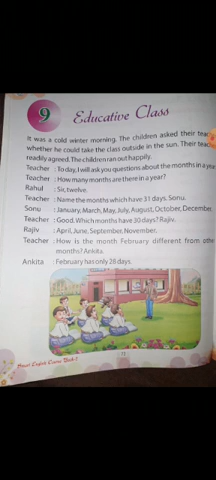 9
Educative Class
It was a cold winter morning. The children asked their teac
whether he could take the class outside in the sun. Their teac
readily agreed. The children ran out happily.
Teacher : To day, I will ask you questions about the months in a year.
Teacher : How many months are there in a year?
Rahul : Sir, twelve.
Teacher : Name the months which have 31 days. Sonu.
Sonu : January, March, May, July, August, October, December.
Teacher : Good. Which months have 30 days? Rajiv.
Rajiv : April, June, September, November.
Teacher : How is the month February different from othe
months? Ankita.
Ankita : February has only 28 days.
11
English Course Book-2